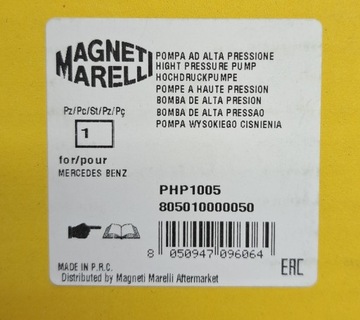 MAGNETI
MARELLI
POMPA AD ALTA PRESSIONE
HIGHT PRESSURE PUMP
HOCHDRUCKPUMPE
POMPE A HAUTE PRESSION
BOMBA DE ALTA PRESION
BOMBA DE ALTA PRESSAO
POMPA WYSOKIEGO CISNIENIA
Pz/Pc/St/Pz/Pç
1
for/pour
MERCEDES BENZ
PHP1005
805010000050
8 050947 096064
MADE IN P.R.C.
Distributed by Magneti Marelli Aftermarket
EAC